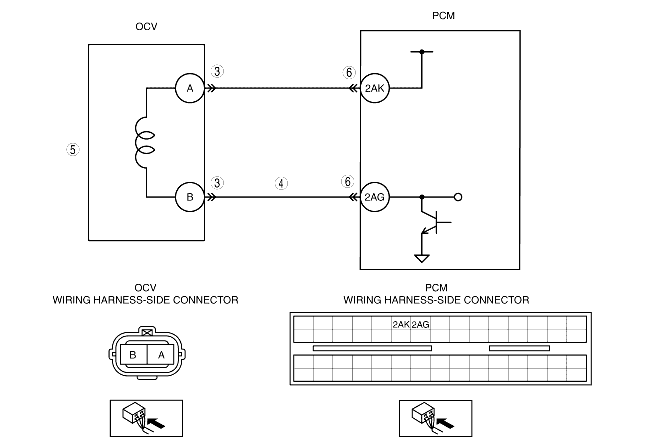 OCV
PCM
3
6
A
2AK
5
3
4
6
B
2AG
OCV
WIRING HARNESS-SIDE CONNECTOR
PCM
WIRING HARNESS-SIDE CONNECTOR
2AK 2AG
B A